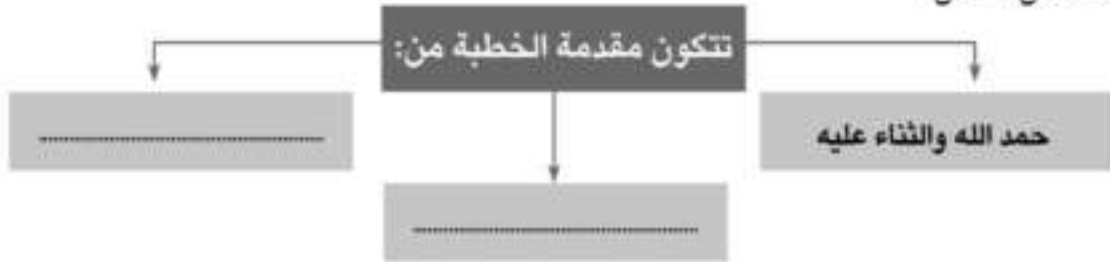 تتكون مقدمة الخطبة من:
حمد الله والثناء عليه